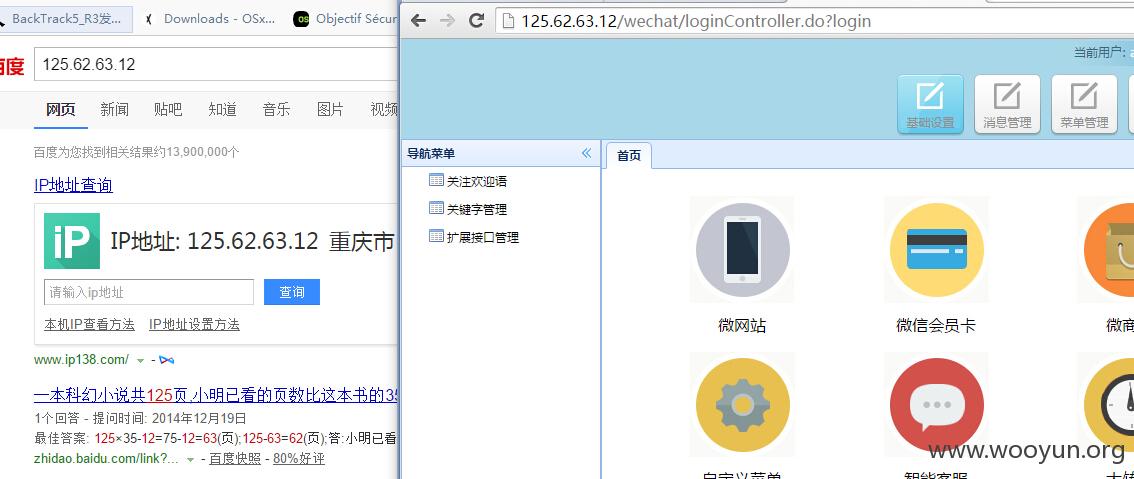 BackTrack5_R3发...
Downloads - OSx...
Objectif Sécur
百度
125.62.63.12
网页 新闻 贴吧 知道 音乐 图片 视频
百度为您找到相关结果约13,900,000个
IP地址查询
iP
IP地址: 125.62.63.12 重庆市
请输入ip地址
查询
本机IP查看方法 IP地址设置方法
www.ip138.com/
一本科幻小说共125页,小明已看的页数比这本书的35
1个回答 - 提问时间: 2014年12月19日
最佳答案: 125×35-12=75-12=63(页);125-63=62(页);答:小明已看
zhidao.baidu.com/link?... - 百度快照 - 80%好评
125.62.63.12/wechat/loginController.do?login
当前用户:
基础设置
消息管理
菜单管理
导航菜单
首页
关注欢迎语
关键字管理
扩展接口管理
微网站
微信会员卡
微商
自定义菜单
智能客服
www.wooyun.org